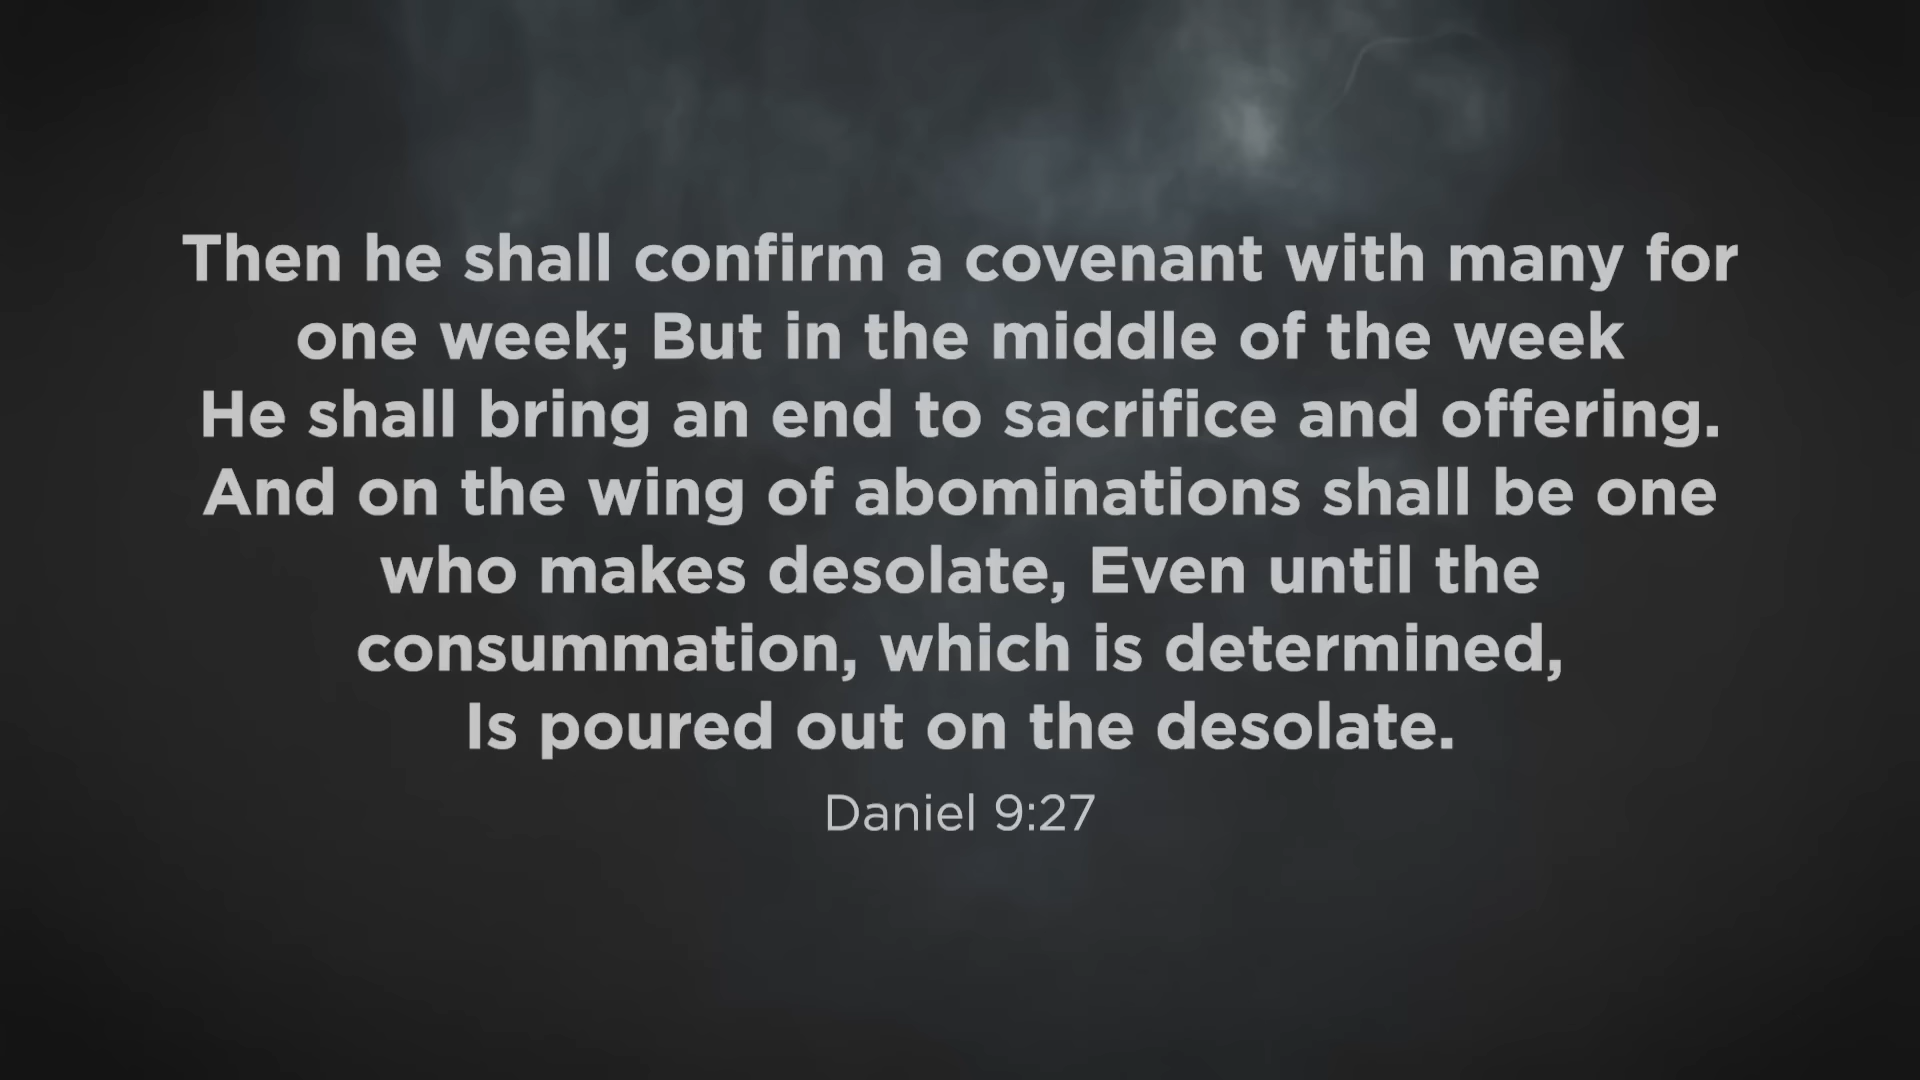 Then he shall confirm a covenant with many for
one week; But in the middle of the week
He shall bring an end to sacrifice and offering.
And on the wing of abominations shall be one
who makes desolate, Even until the
consummation, which is determined,
Is poured out on the desolate.
Daniel 9:27